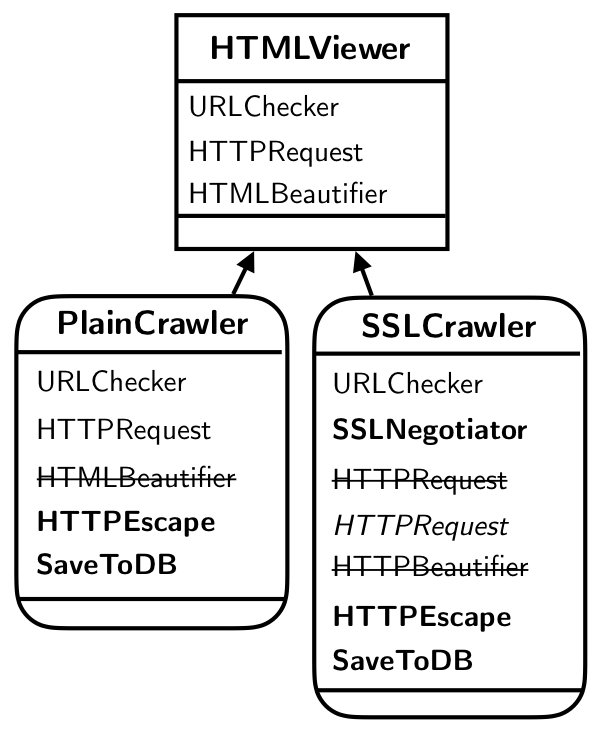 HTMLViewer
URLChecker
HTTPRequest
HTMLBeautifier
PlainCrawler
URLChecker
HTTPRequest
HTMLBeautifier
HTTPEscape
SaveToDB
SSLCrawler
URLChecker
SSLNegotiator
HTTPRequest
HTTPRequest
HTTPBeautifier
HTTPEscape
SaveToDB